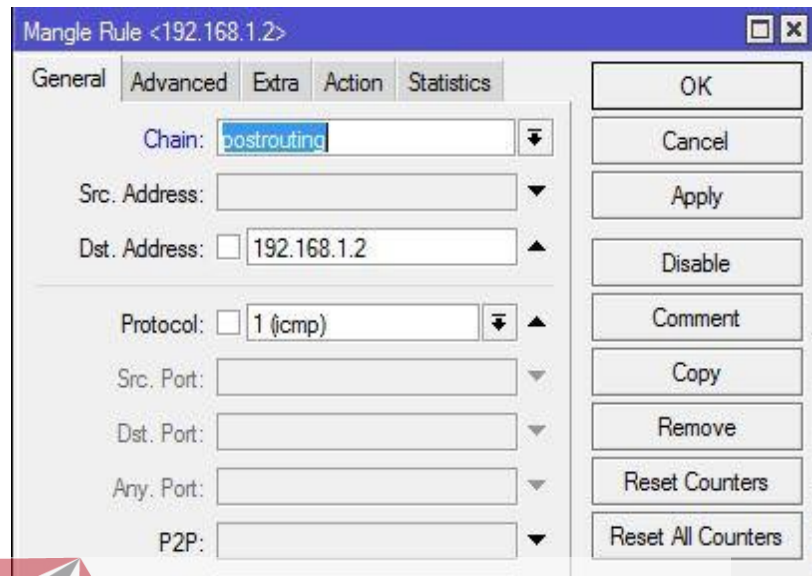 Mangle Rule <192.168.1.2>
General Advanced Extra Action Statistics
Chain: postrouting
Src. Address:
Dst. Address: 192.168.1.2
Protocol: 1 (icmp)
Src. Port:
Dst. Port:
Any. Port:
P2P:
OK
Cancel
Apply
Disable
Comment
Copy
Remove
Reset Counters
Reset All Counters